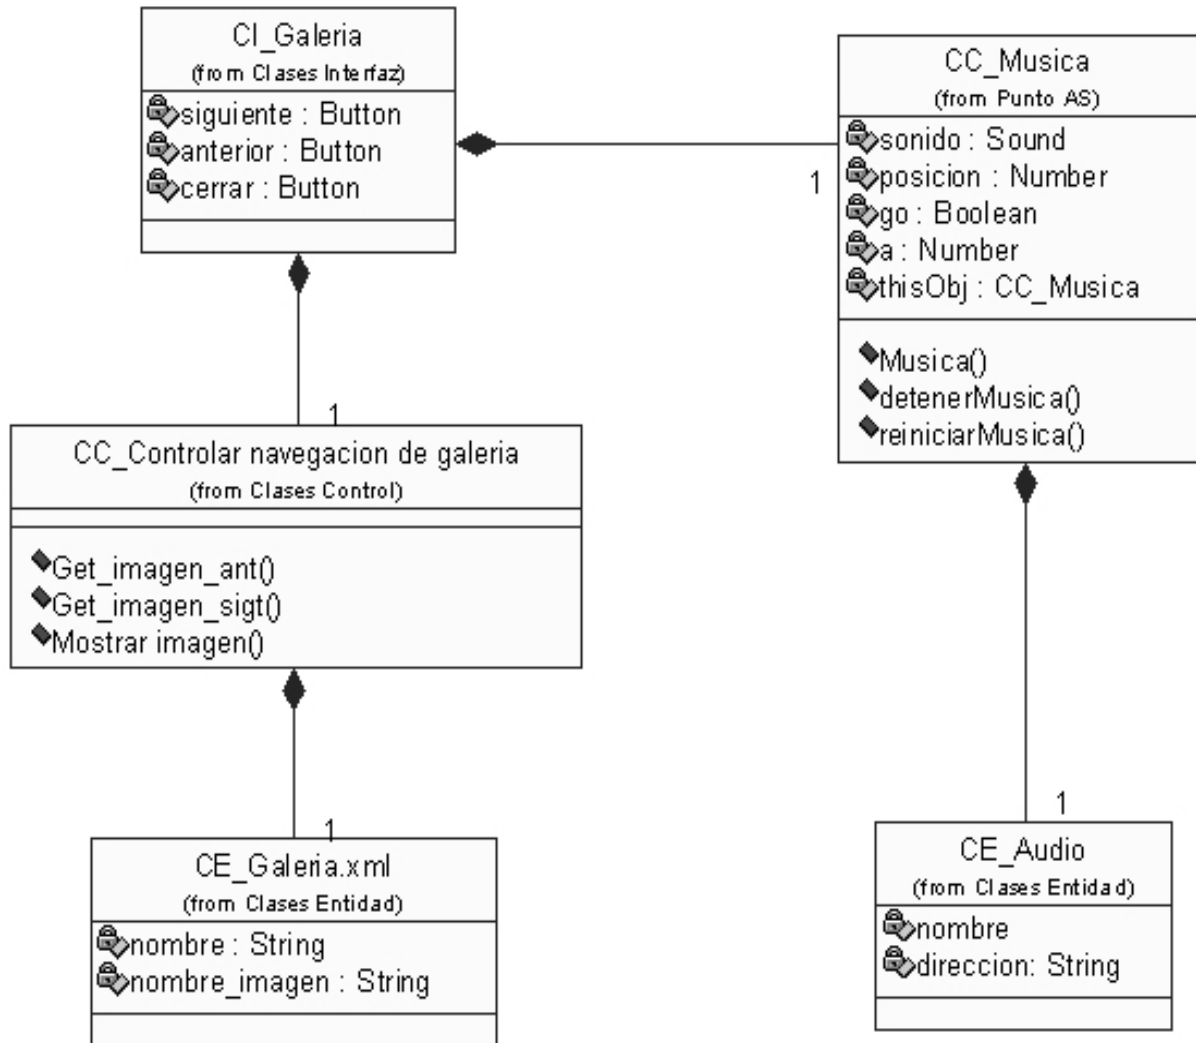 CI_Galeria
(from Clases Interfaz)
siguiente : Button
anterior : Button
cerrar : Button
1
CC_Musica
(from Punto AS)
sonido : Sound
posicion : Number
go : Boolean
a : Number
thisObj : CC_Musica
Musica()
detenerMusica()
reiniciarMusica()
1
CC_Controlar navegacion de galeria
(from Clases Control)
Get_imagen_ant()
Get_imagen_sigt()
Mostrar imagen()
1
CE_Galeria.xml
(from Clases Entidad)
nombre : String
nombre_imagen : String
1
CE_Audio
(from Clases Entidad)
nombre
direccion: String